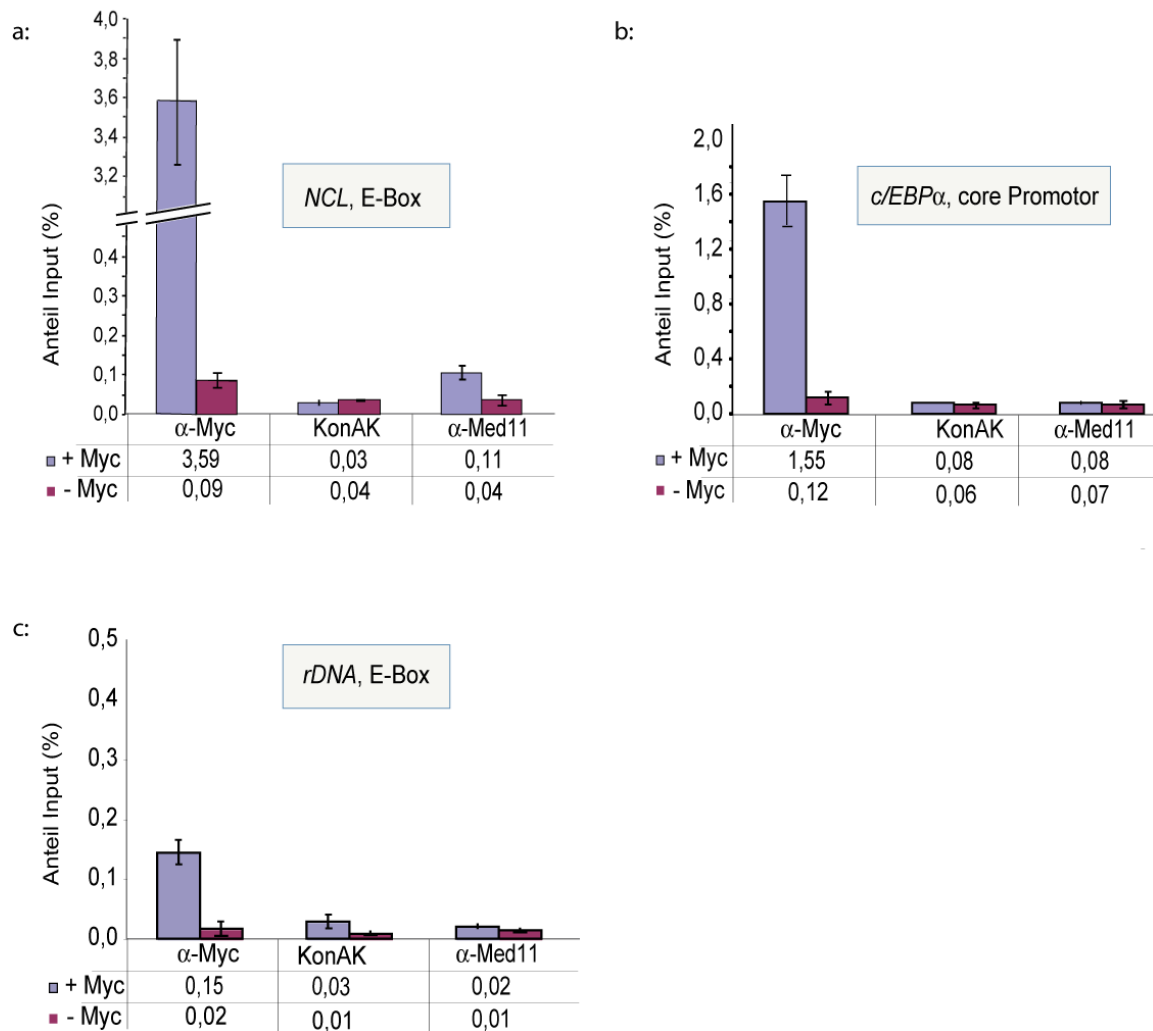 a:
4,0
3,8
3,6
3,4
3,2
0,4
0,3
0,2
0,1
0,0
Anteil Input (%)
NCL, E-Box
α-Myc KonAK α-Med11
+ Myc 3,59 0,03 0,11
- Myc 0,09 0,04 0,04
b:
2,0
1,6
1,2
0,8
0,4
0,0
Anteil Input (%)
c/EBPα, core Promotor
α-Myc KonAK α-Med11
+ Myc 1,55 0,08 0,08
- Myc 0,12 0,06 0,07
c:
0,5
0,4
0,3
0,2
0,1
0,0
Anteil Input (%)
rDNA, E-Box
α-Myc KonAK α-Med11
+ Myc 0,15 0,03 0,02
- Myc 0,02 0,01 0,01